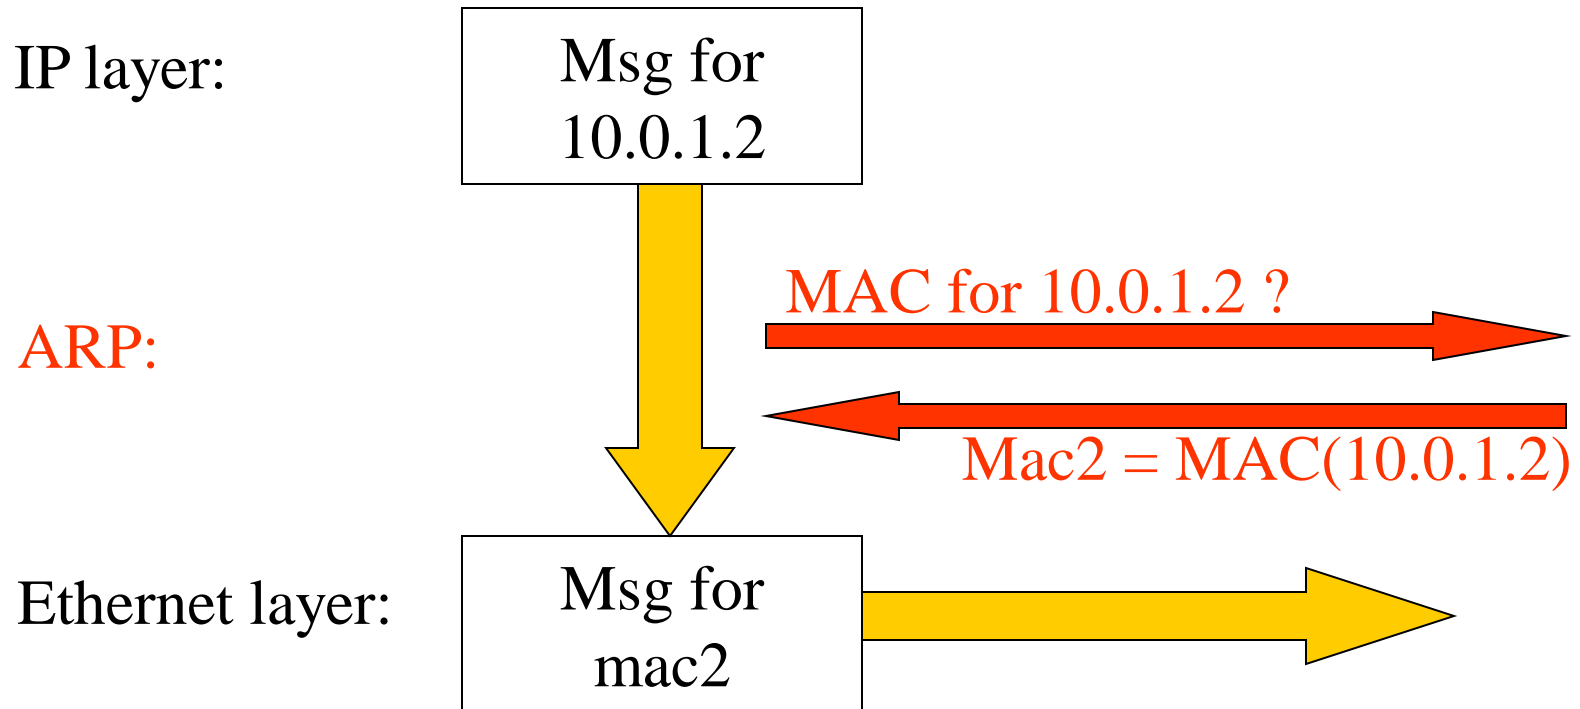 IP layer:
Msg for
10.0.1.2
MAC for 10.0.1.2 ?
ARP:
Mac2 = MAC(10.0.1.2)
Ethernet layer:
Msg for
mac2